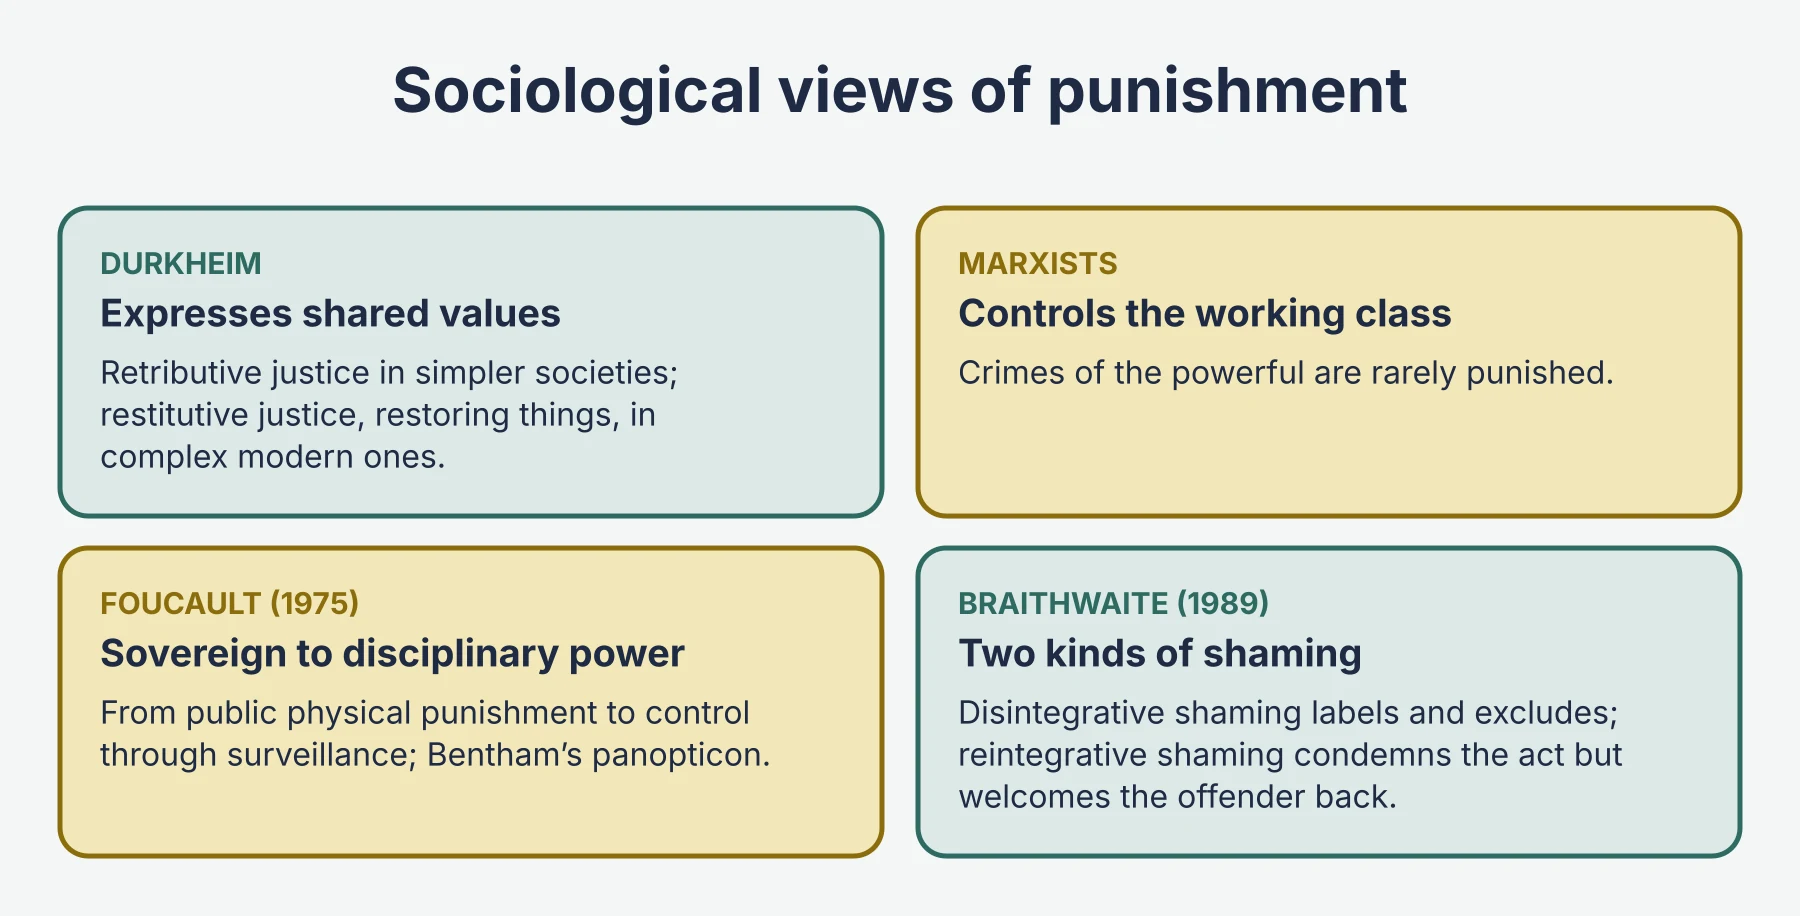 Sociological views of punishment
DURKHEIM
Expresses shared values
Retributive justice in simpler societies;
restitutive justice, restoring things, in
complex modern ones.
MARXISTS
Controls the working class
Crimes of the powerful are rarely punished.
FOUCAULT (1975)
Sovereign to disciplinary power
From public physical punishment to control
through surveillance; Bentham’s panopticon.
BRAITHWAITE (1989)
Two kinds of shaming
Disintegrative shaming labels and excludes;
reintegrative shaming condemns the act but
welcomes the offender back.